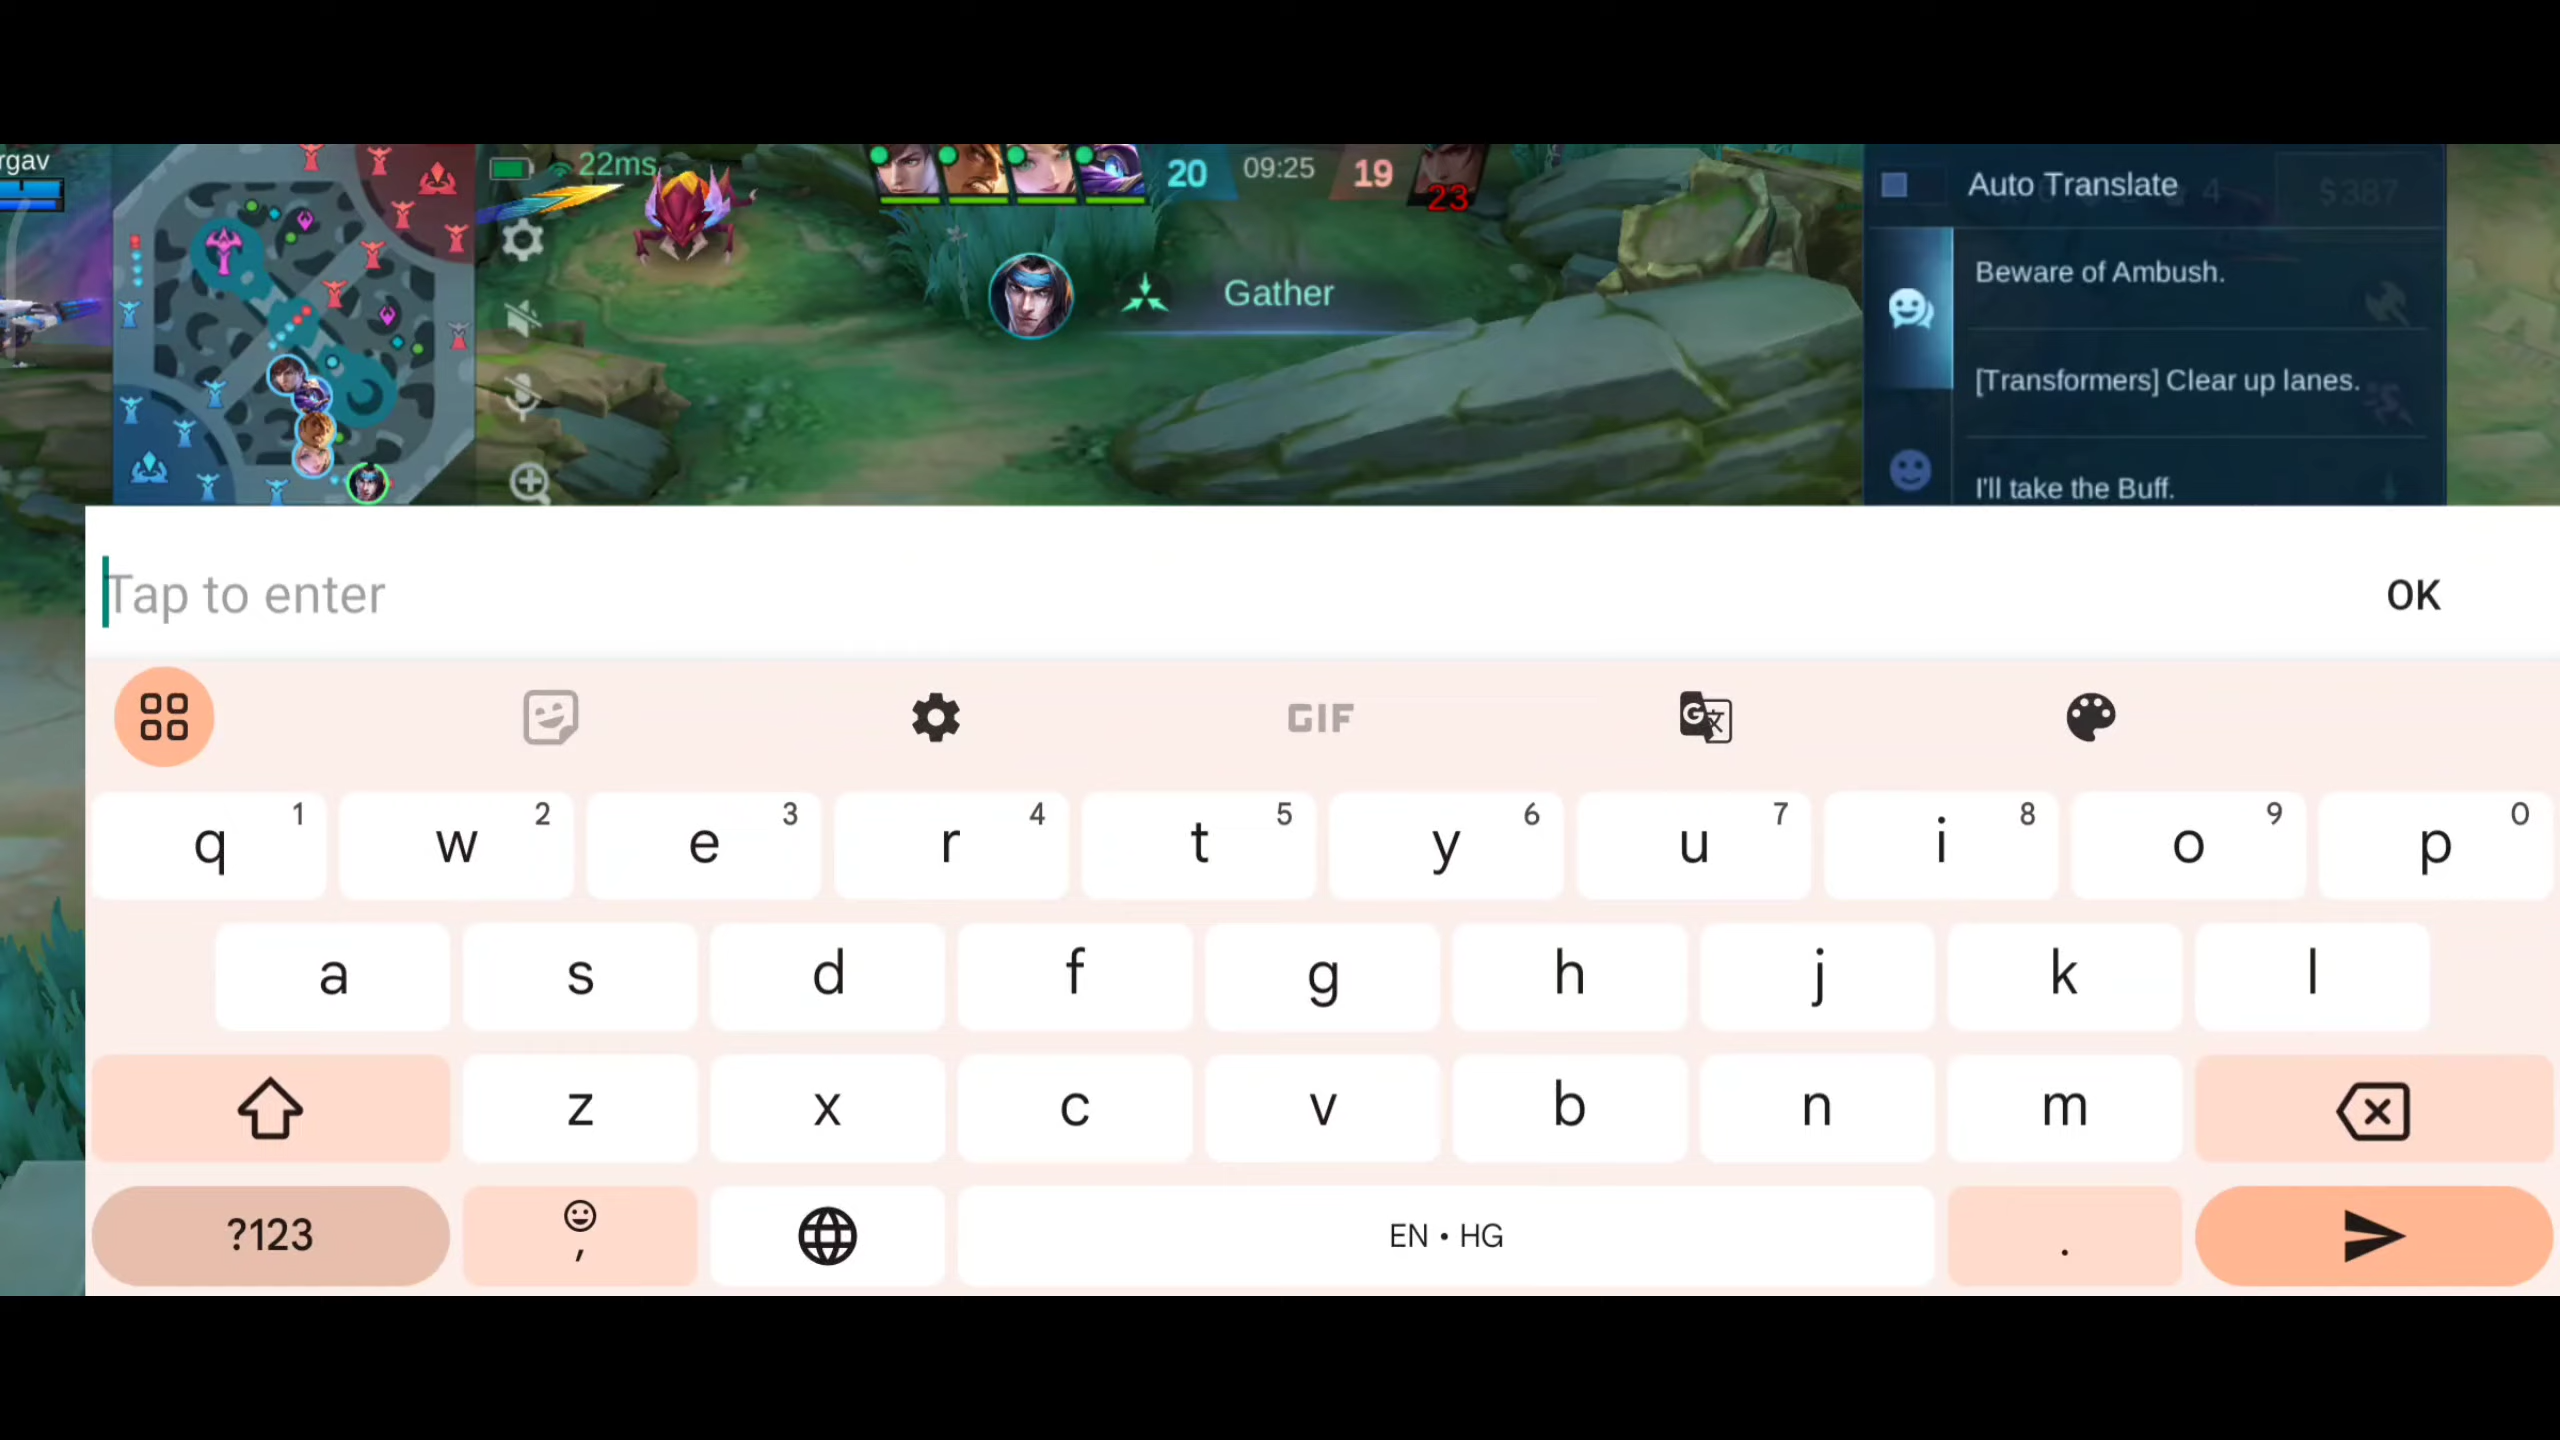 rgav
22ms
20
09:25
19
23
Auto Translate
4
$387
Gather
Beware of Ambush.
[Transformers] Clear up lanes.
I'll take the Buff.
Tap to enter
OK
GIF
G
q 1 w 2 e 3 r 4 t 5 y 6 u 7 i 8 o 9 p 0
a s d f g h j k l
z x c v b n m
?123 , EN • HG .